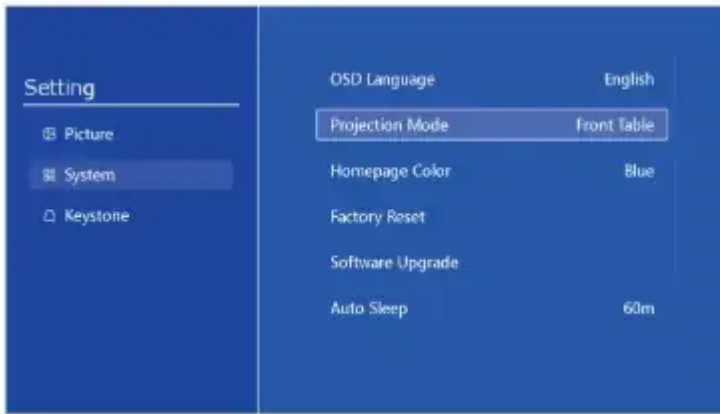 Setting
Picture
System
Keystone
OSD Language English
Projection Mode Front Table
Homepage Color Blue
Factory Reset
Software Upgrade
Auto Sleep 60m